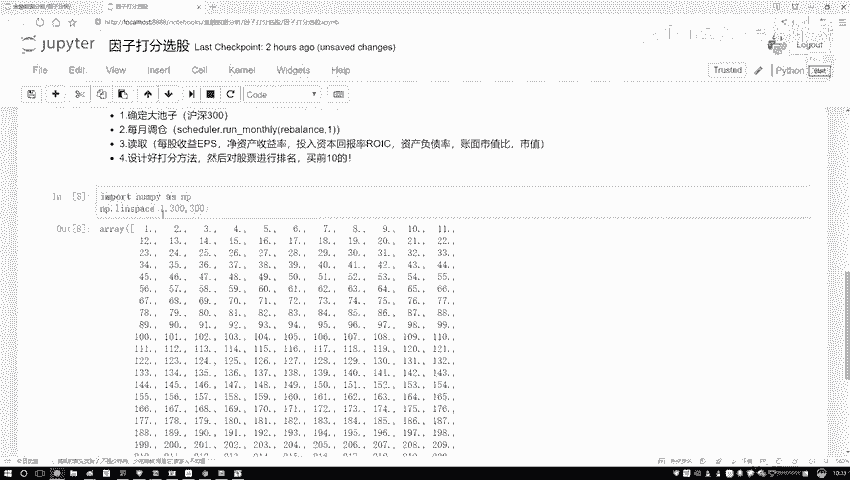 因子打分选股
http://localhost:8888/notebooks/
jupyter 因子打分选股 Last Checkpoint: 2 hours ago (unsaved changes)
Logout
File Edit View Insert Cell Kernel Widgets Help
Trusted Python
Code
• 1.确定大池子（沪深300）
• 2.每月调仓（scheduler.run_monthly(rebalance,1)）
• 3.读取（每股收益EPS，净资产收益率，投入资本回报率ROIC，资产负债率，账面市值比，市值）
• 4.设计好打分方法，然后对股票进行排名，买前10的!
In [8]: import numpy as np
np.linspace(1,300,300)
Out[8]: array([ 1., 2., 3., 4., 5., 6., 7., 8., 9., 10., 11.,
12., 13., 14., 15., 16., 17., 18., 19., 20., 21., 22.,
23., 24., 25., 26., 27., 28., 29., 30., 31., 32., 33.,
34., 35., 36., 37., 38., 39., 40., 41., 42., 43., 44.,
45., 46., 47., 48., 49., 50., 51., 52., 53., 54., 55.,
56., 57., 58., 59., 60., 61., 62., 63., 64., 65., 66.,
67., 68., 69., 70., 71., 72., 73., 74., 75., 76., 77.,
78., 79., 80., 81., 82., 83., 84., 85., 86., 87., 88.,
89., 90., 91., 92., 93., 94., 95., 96., 97., 98., 99.,
100., 101., 102., 103., 104., 105., 106., 107., 108., 109., 110.,
111., 112., 113., 114., 115., 116., 117., 118., 119., 120., 121.,
122., 123., 124., 125., 126., 127., 128., 129., 130., 131., 132.,
133., 134., 135., 136., 137., 138., 139., 140., 141., 142., 143.,
144., 145., 146., 147., 148., 149., 150., 151., 152., 153., 154.,
155., 156., 157., 158., 159., 160., 161., 162., 163., 164., 165.,
166., 167., 168., 169., 170., 171., 172., 173., 174., 175., 176.,
177., 178., 179., 180., 181., 182., 183., 184., 185., 186., 187.,
188., 189., 190., 191., 192., 193., 194., 195., 196., 197., 198.,
199., 200., 201., 202., 203., 204., 205., 206., 207., 208., 209.,